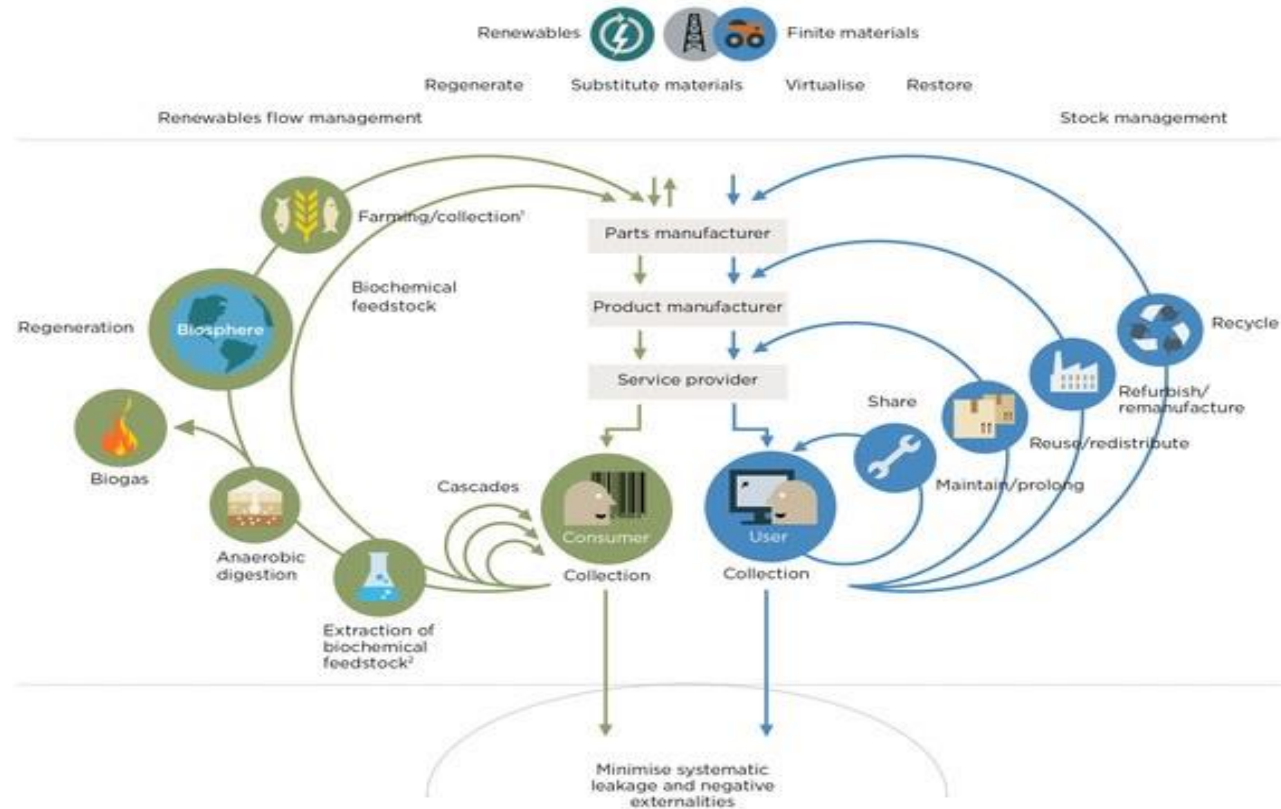 Renewables
Finite materials
Regenerate
Substitute materials
Virtualise
Restore
Renewables flow management
Stock management
Farming/collection¹
Parts manufacturer
Biochemical
feedstock
Product manufacturer
Regeneration
Biosphere
Recycle
Service provider
Refurbish/
remanufacture
Share
Reuse/redistribute
Biogas
Cascades
Maintain/prolong
Consumer
User
Anaerobic
digestion
Collection
Collection
Extraction of
biochemical
feedstock²
Minimise systematic
leakage and negative
externalities